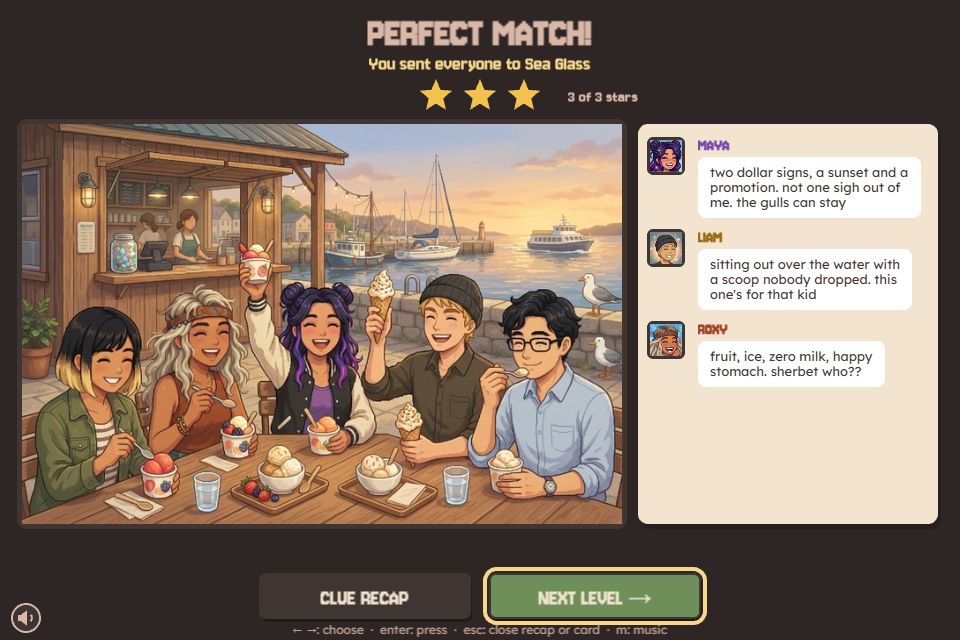 PERFECT MATCH!
You sent everyone to Sea Glass
3 of 3 stars
MAYA
two dollar signs, a sunset and a
promotion. not one sigh out of
me. the gulls can stay
LIAM
sitting out over the water with
a scoop nobody dropped. this
one's for that kid
ROXY
fruit, ice, zero milk, happy
stomach. sherbet who??
CLUE RECAP
NEXT LEVEL →
← →: choose · enter: press · esc: close recap or card · m: music